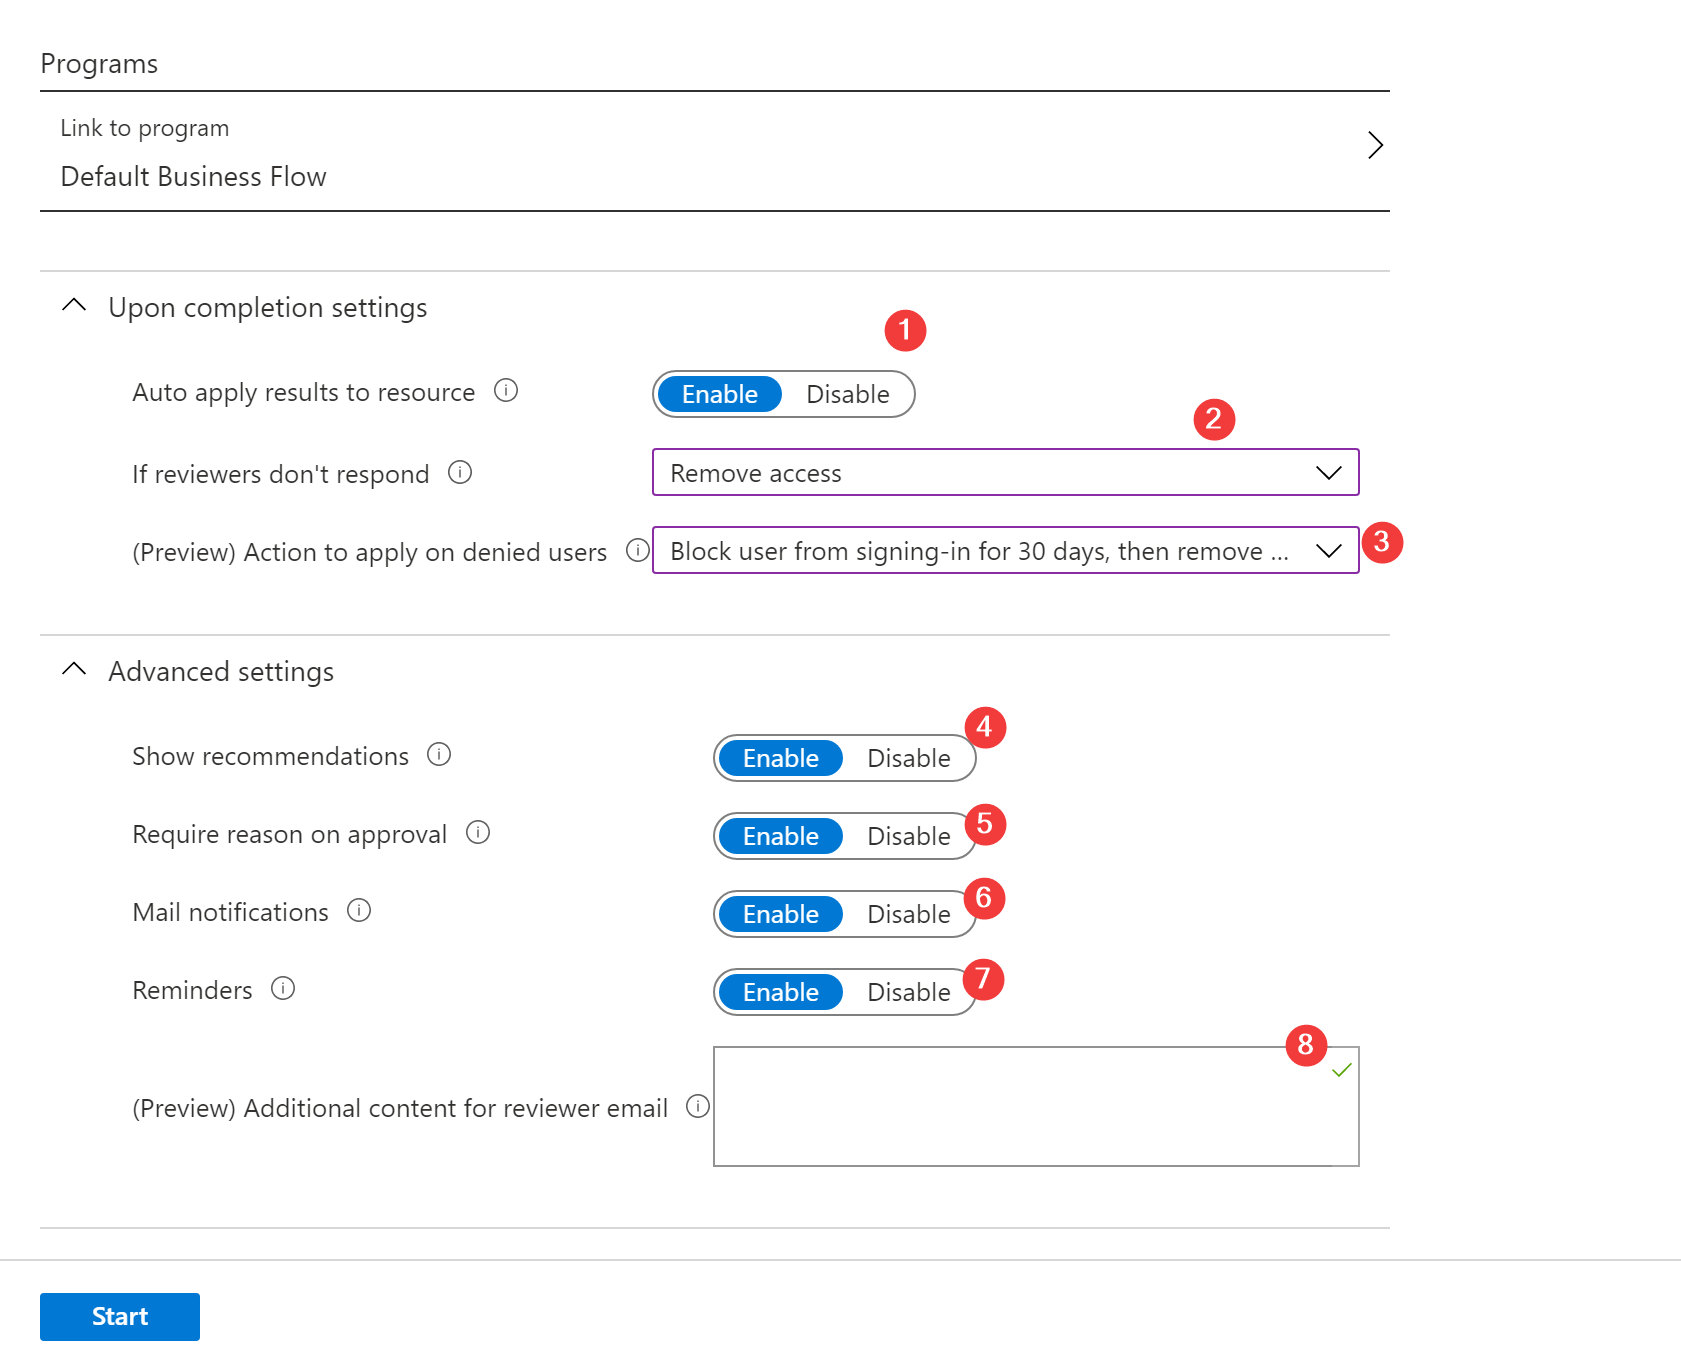 Programs
Link to program
Default Business Flow
Upon completion settings
1
Auto apply results to resource Enable Disable
2
If reviewers don't respond Remove access
(Preview) Action to apply on denied users Block user from signing-in for 30 days, then remove ... 3
Advanced settings
4
Show recommendations Enable Disable
Require reason on approval Enable Disable 5
Mail notifications Enable Disable 6
Reminders Enable Disable 7
8
(Preview) Additional content for reviewer email
Start